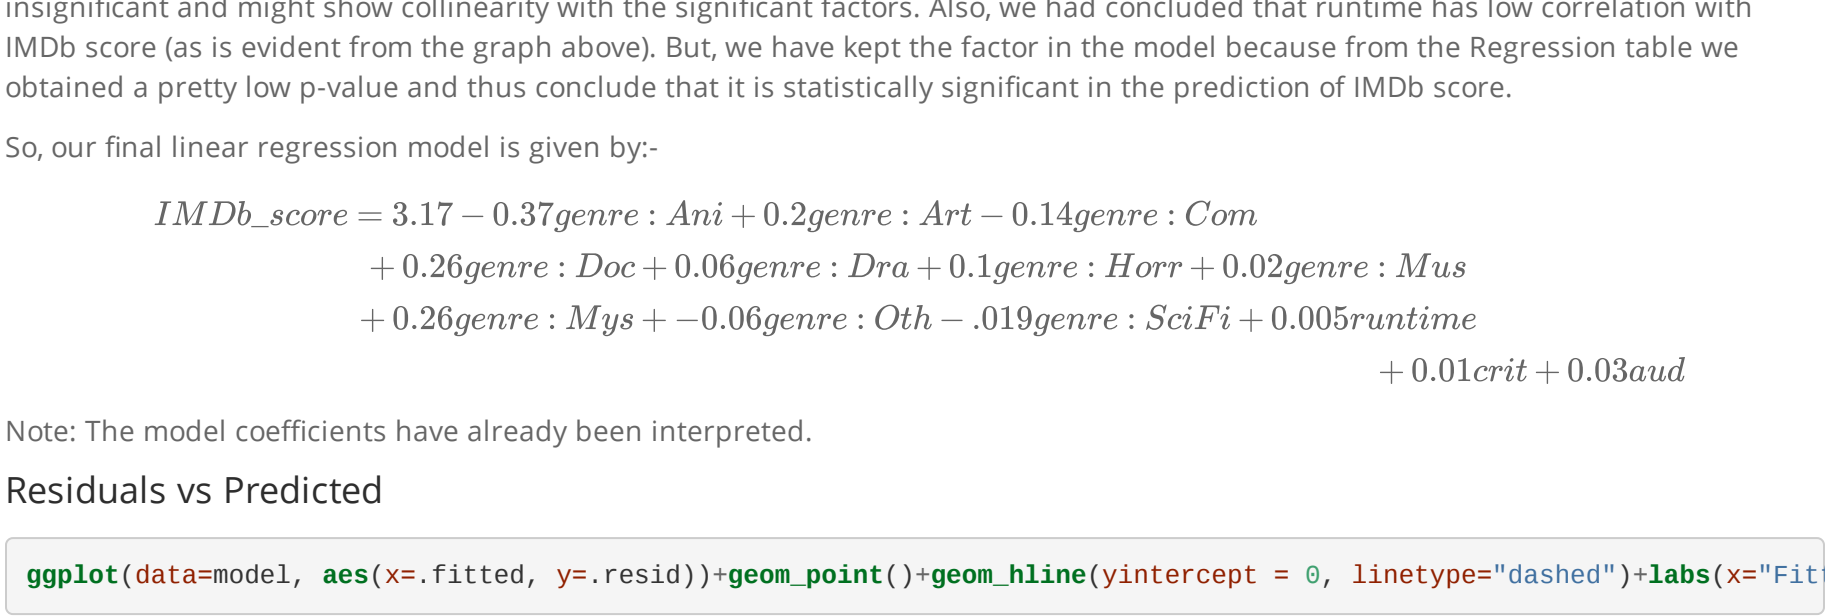 insignificant and might show collinearity with the significant factors. Also, we had concluded that runtime has low correlation with
IMDb score (as is evident from the graph above). But, we have kept the factor in the model because from the Regression table we
obtained a pretty low p-value and thus conclude that it is statistically significant in the prediction of IMDb score.
So, our final linear regression model is given by:-
IMDb_score = 3.17 − 0.37genre : Ani + 0.2genre : Art − 0.14genre : Com
+ 0.26genre : Doc + 0.06genre : Dra + 0.1genre : Horr + 0.02genre : Mus
+ 0.26genre : Mys + −0.06genre : Oth − .019genre : SciFi + 0.005runtime
+ 0.01crit + 0.03aud
Note: The model coefficients have already been interpreted.
Residuals vs Predicted
ggplot(data=model, aes(x=.fitted, y=.resid))+geom_point()+geom_hline(yintercept = 0, linetype="dashed")+labs(x="Fit